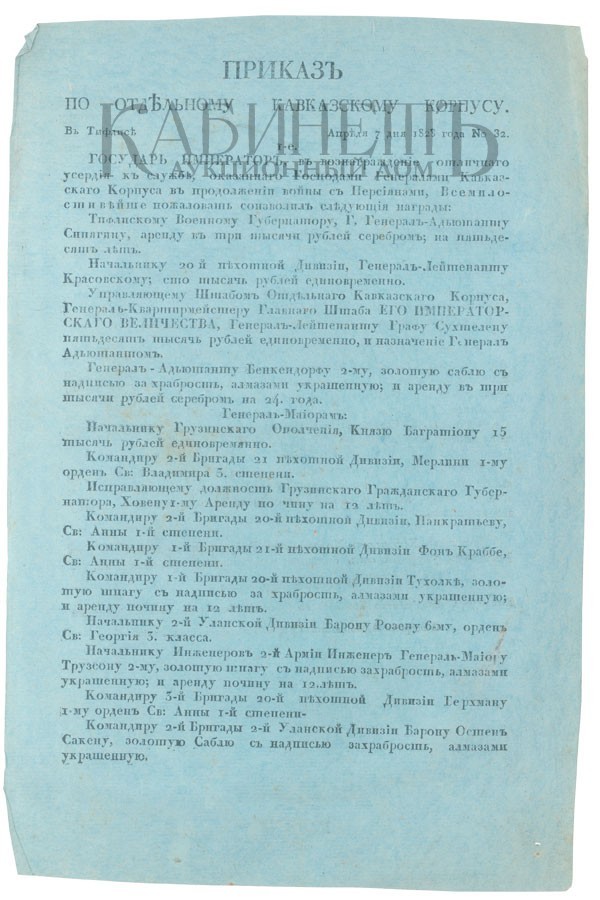 ПРИКАЗЪ
ПО ОТДѢЛЬНОМУ КАВКАЗСКОМУ КОРПУСУ.
КАБИНЕТЪ
АУКЦИОННЫЙ ДОМ
Въ Тифлисѣ Апрѣля 7 дня 1828 года № 32.
1-е.
ГОСУДАРЬ ИМПЕРАТОРЪ, въ вознагражденіи отличнаго
усердія къ службѣ, оказаннаго Господами Генералами Кавказ-
скаго Корпуса въ продолженіи войны съ Персіянами, Всемило-
стивѣйше пожаловать соизволилъ слѣдующія награды:
Тифлискому Военному Губернатору, Г. Генералъ-Адъютанту
Сипягину, аренду въ три тысячи рублей серебромъ; на пятьде-
сятъ лѣтъ.
Начальнику 20-й пѣхотной Дивизіи, Генералъ-Лейтенанту
Красовскому; сто тысячь рублей единовременно.
Управляющему Штабомъ Отдѣльнаго Кавказскаго Корпуса,
Генералъ-Квартирмейстеру Главнаго Штаба ЕГО ИМПЕРАТОР-
СКАГО ВЕЛИЧЕСТВА, Генералъ-Лейтенанту Графу Сухтелену
пятьдесятъ тысячь рублей единовременно, и назначеніе Генералъ
Адъютантомъ.
Генералъ-Адъютанту Бенкендорфу 2-му, золотую саблю съ
надписью за храбрость, алмазами украшенную; и аренду въ три
тысячи рублей серебромъ на 24. года.
Генералъ-Маіорамъ:
Начальнику Грузинскаго Ополченія, Князю Багратіону 15
тысячь рублей единовремянно.
Командиру 2-й Бригады 21 пѣхотной Дивизіи, Мерлини 1-му
орденъ Св: Владимира 3. степени.
Исправляющему должность Грузинскаго Гражданскаго Губер-
натора, Ховену 1-му Аренду по чину на 12 лѣтъ.
Командиру 2-й Бригады 20-й пѣхотной Дивизіи, Панкратьеву,
Св: Анны 1-й степени.
Командиру 1-й Бригады 21-й пѣхотной Дивизіи Фонъ Краббе,
Св: Анны 1-й степени.
Командиру 1-й Бригады 20-й пѣхотной Дивизіи Тухолкѣ, золо-
тую шпагу съ надписью за храбрость, алмазами украшенную;
и аренду почину на 12 лѣтъ.
Начальнику 2-й Уланской Дивизіи Барону Розену 6-му, орденъ
Св: Георгія 3. класса.
Начальнику Инженеровъ 2-й Арміи Инженеръ Генералъ-Маіору
Трузсону 2-му, золотую шпагу съ надписью захрабрость, алмазами
украшенную; и аренду почину на 12.лѣтъ.
Командиру 3-й Бригады 20-й пѣхотной Дивизіи Герхману
1-му орденъ Св: Анны 1-й степени-
Командиру 2-й Бригады 2-й Уланской Дивизіи Барону Остенъ
Сакену, золотую Саблю съ надписью захрабрость, алмазами
украшенную.